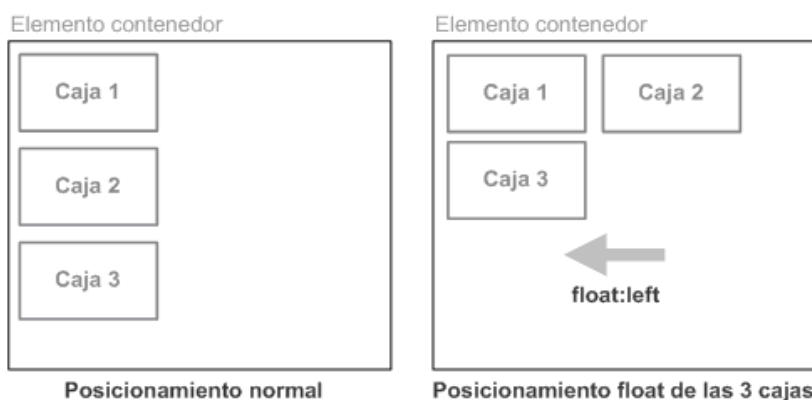 Elemento contenedor
Caja 1
Caja 2
Caja 3
Posicionamiento normal
Elemento contenedor
Caja 1 Caja 2
Caja 3
float:left
Posicionamiento float de las 3 cajas